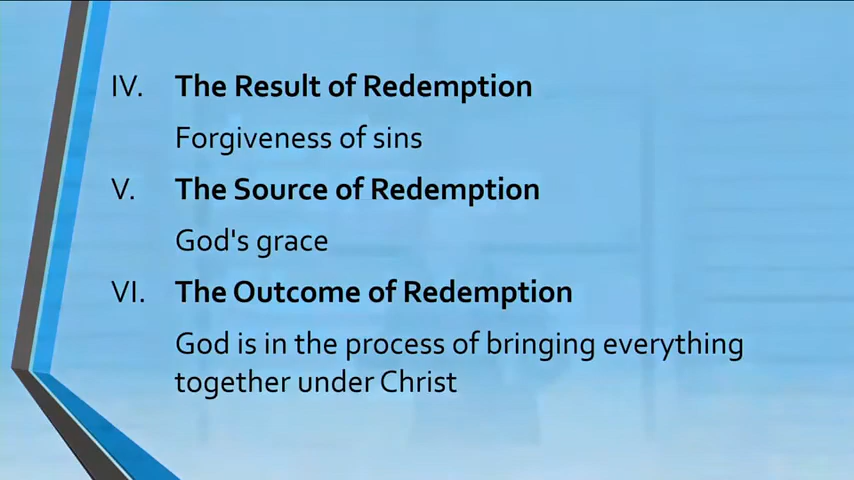 IV. The Result of Redemption
Forgiveness of sins
V. The Source of Redemption
God's grace
VI. The Outcome of Redemption
God is in the process of bringing everything
together under Christ